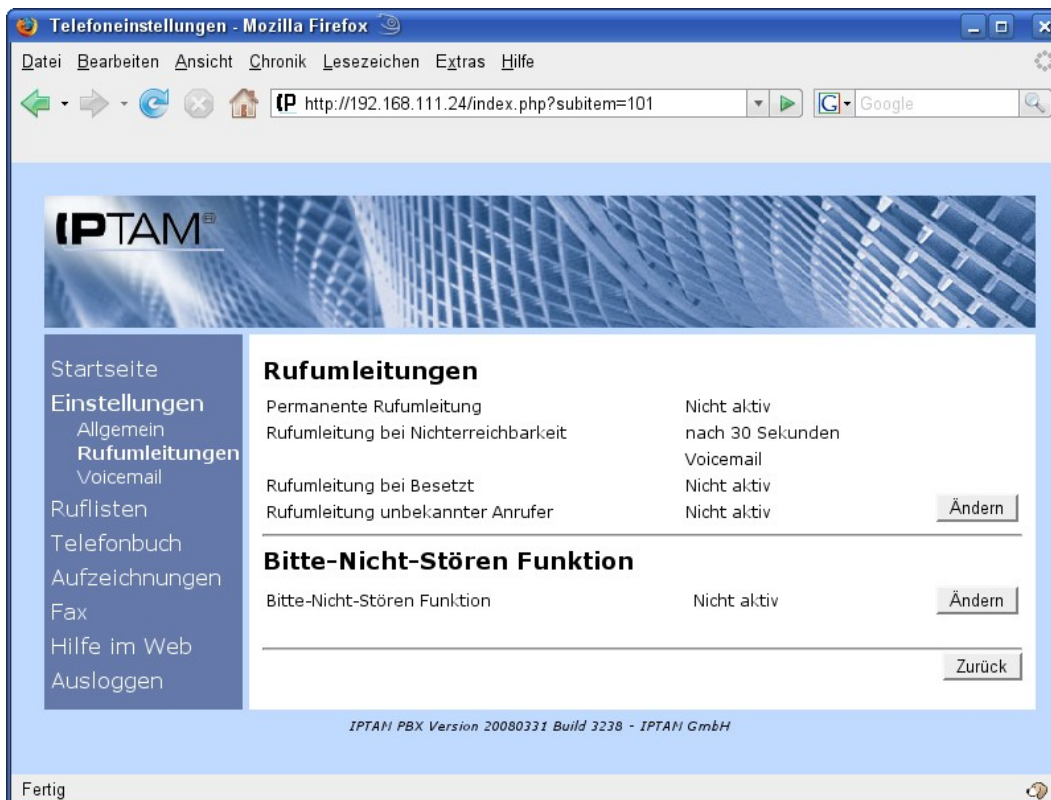 Telefoneinstellungen - Mozilla Firefox
Datei Bearbeiten Ansicht Chronik Lesezeichen Extras Hilfe
IP http://192.168.111.24/index.php?subitem=101 G Google
IPTAM®
Startseite
Einstellungen
Allgemein
Rufumleitungen
Voicemail
Ruflisten
Telefonbuch
Aufzeichnungen
Fax
Hilfe im Web
Ausloggen
Rufumleitungen
Permanente Rufumleitung Nicht aktiv
Rufumleitung bei Nichterreichbarkeit nach 30 Sekunden
Voicemail
Rufumleitung bei Besetzt Nicht aktiv
Rufumleitung unbekannter Anrufer Nicht aktiv Ändern
Bitte-Nicht-Stören Funktion
Bitte-Nicht-Stören Funktion Nicht aktiv Ändern
Zurück
IPTAM PBX Version 20080331 Build 3238 - IPTAM GmbH
Fertig